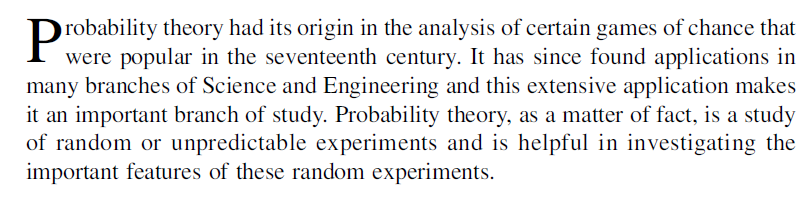 Probability theory had its origin in the analysis of certain games of chance that
were popular in the seventeenth century. It has since found applications in
many branches of Science and Engineering and this extensive application makes
it an important branch of study. Probability theory, as a matter of fact, is a study
of random or unpredictable experiments and is helpful in investigating the
important features of these random experiments.